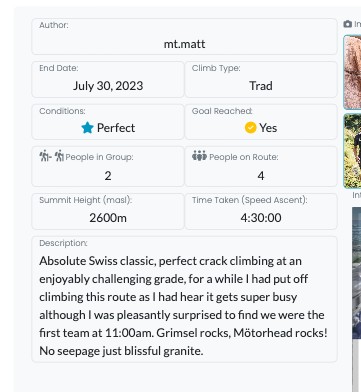 Author:
mt.matt
End Date:
July 30, 2023
Climb Type:
Trad
Conditions:
Perfect
Goal Reached:
Yes
People in Group:
2
People on Route:
4
Summit Height (masl):
2600m
Time Taken (Speed Ascent):
4:30:00
Description:
Absolute Swiss classic, perfect crack climbing at an
enjoyably challenging grade, for a while I had put off
climbing this route as I had hear it gets super busy
although I was pleasantly surprised to find we were the
first team at 11:00am. Grimsel rocks, Mötorhead rocks!
No seepage just blissful granite.